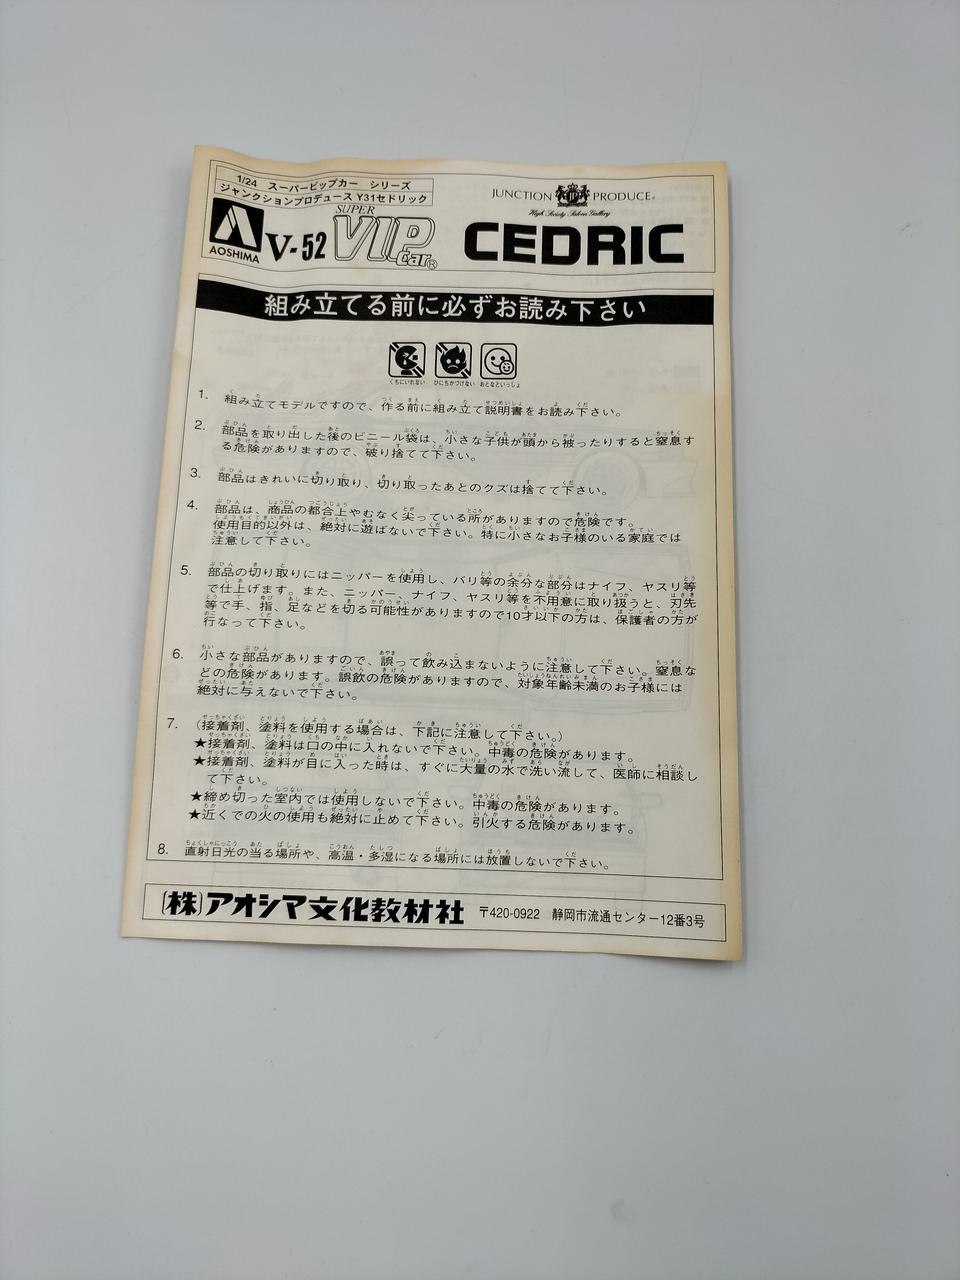 1/24 スーパービップカー シリーズ
ジャンクションプロデュース Y31セドリック
AOSHIMA
V-52
SUPER
VIP
Car®
JUNCTION PRODUCE®
High Society Saloon Gallery
CEDRIC
組み立てる前に必ずお読み下さい
くちにいれない ひにちかづけない おとなといっしょ
1. 組み立てモデルですので、作る前に組み立て説明書をお読み下さい。
2. 部品を取り出した後のビニール袋は、小さな子供が頭から被ったりすると窒息す
る危険がありますので、破り捨てて下さい。
3. 部品はきれいに切り取り、切り取ったあとのクズは捨てて下さい。
4. 部品は、商品の都合上やむなく尖っている所がありますので危険です。
使用目的以外は、絶対に遊ばないで下さい。特に小さなお子様のいる家庭では
注意して下さい。
5. 部品の切り取りにはニッパーを使用し、バリ等の余分な部分はナイフ、ヤスリ等
で仕上げます。また、ニッパー、ナイフ、ヤスリ等を不用意に取り扱うと、刃先
等で手、指、足などを切る可能性がありますので10才以下の方は、保護者の方が
行なって下さい。
6. 小さな部品がありますので、誤って飲み込まないように注意して下さい。窒息な
どの危険があります。誤飲の危険がありますので、対象年齢未満のお子様には
絶対に与えないで下さい。
7. （接着剤、塗料を使用する場合は、下記に注意して下さい。）
★接着剤、塗料は口の中に入れないで下さい。中毒の危険があります。
★接着剤、塗料が目に入った時は、すぐに大量の水で洗い流して、医師に相談し
て下さい。
★締め切った室内では使用しないで下さい。中毒の危険があります。
★近くでの火の使用も絶対に止めて下さい。引火する危険があります。
8. 直射日光の当る場所や、高温・多湿になる場所には放置しないで下さい。
(株)アオシマ文化教材社 〒420-0922 静岡市流通センター12番3号